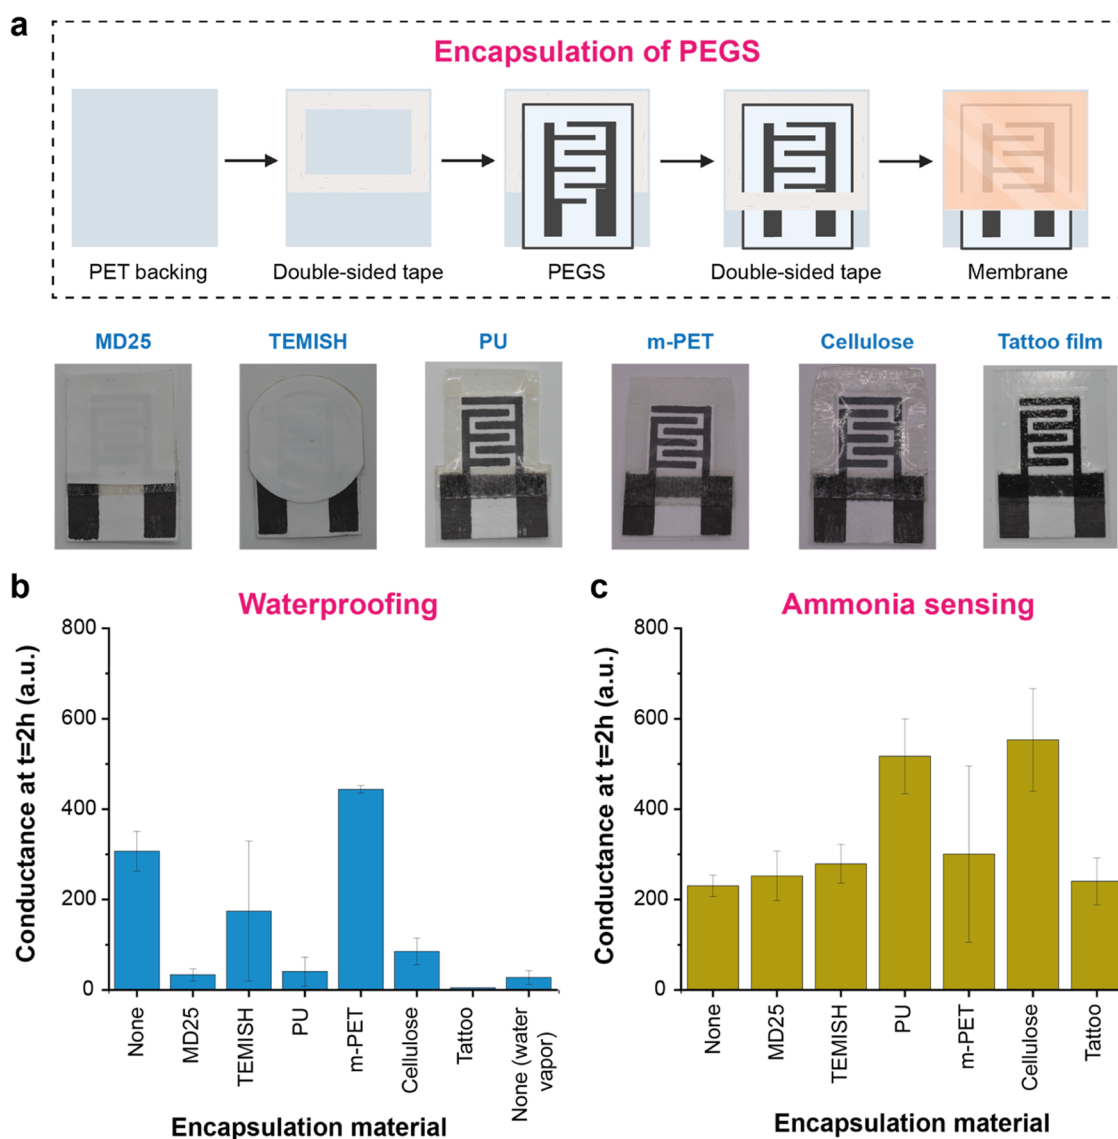 a
Encapsulation of PEGS
PET backing
Double-sided tape
PEGS
Double-sided tape
Membrane
MD25
TEMISH
PU
m-PET
Cellulose
Tattoo film
b
Waterproofing
Conductance at t=2h (a.u.)
800
600
400
200
0
None
MD25
TEMISH
PU
m-PET
Cellulose
Tattoo
None (water
vapor)
Encapsulation material
c
Ammonia sensing
Conductance at t=2h (a.u.)
800
600
400
200
0
None
MD25
TEMISH
PU
m-PET
Cellulose
Tattoo
Encapsulation material